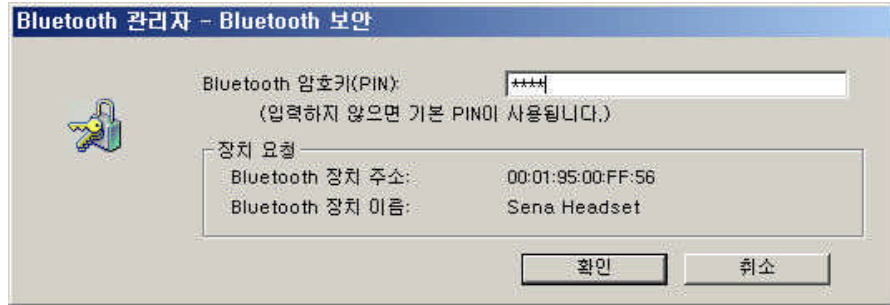 Bluetooth 관리자 - Bluetooth 보안
Bluetooth 암호키(PIN): ****
(입력하지 않으면 기본 PIN이 사용됩니다.)
장치 요청
Bluetooth 장치 주소: 00:01:95:00:FF:56
Bluetooth 장치 이름: Sena Headset
확인 취소